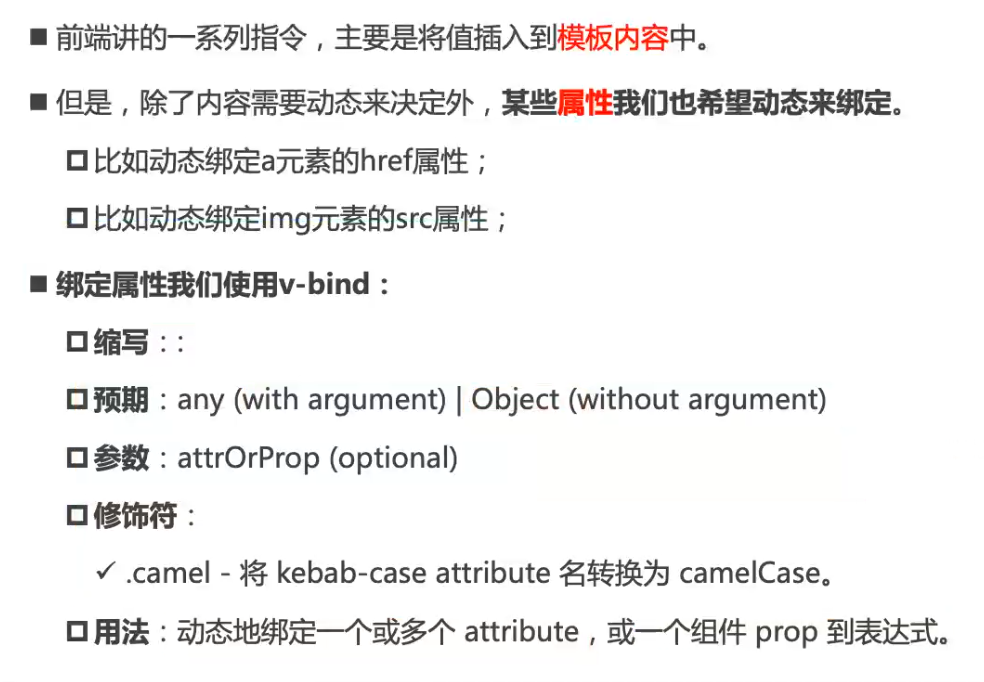 ■ 前端讲的一系列指令，主要是将值插入到模板内容中。
■ 但是，除了内容需要动态来决定外，某些属性我们也希望动态来绑定。
□ 比如动态绑定a元素的href属性；
□ 比如动态绑定img元素的src属性；
■ 绑定属性我们使用v-bind：
□ 缩写：:
□ 预期：any (with argument) | Object (without argument)
□ 参数：attrOrProp (optional)
□ 修饰符：
✓ .camel - 将 kebab-case attribute 名转换为 camelCase。
□ 用法：动态地绑定一个或多个 attribute，或一个组件 prop 到表达式。